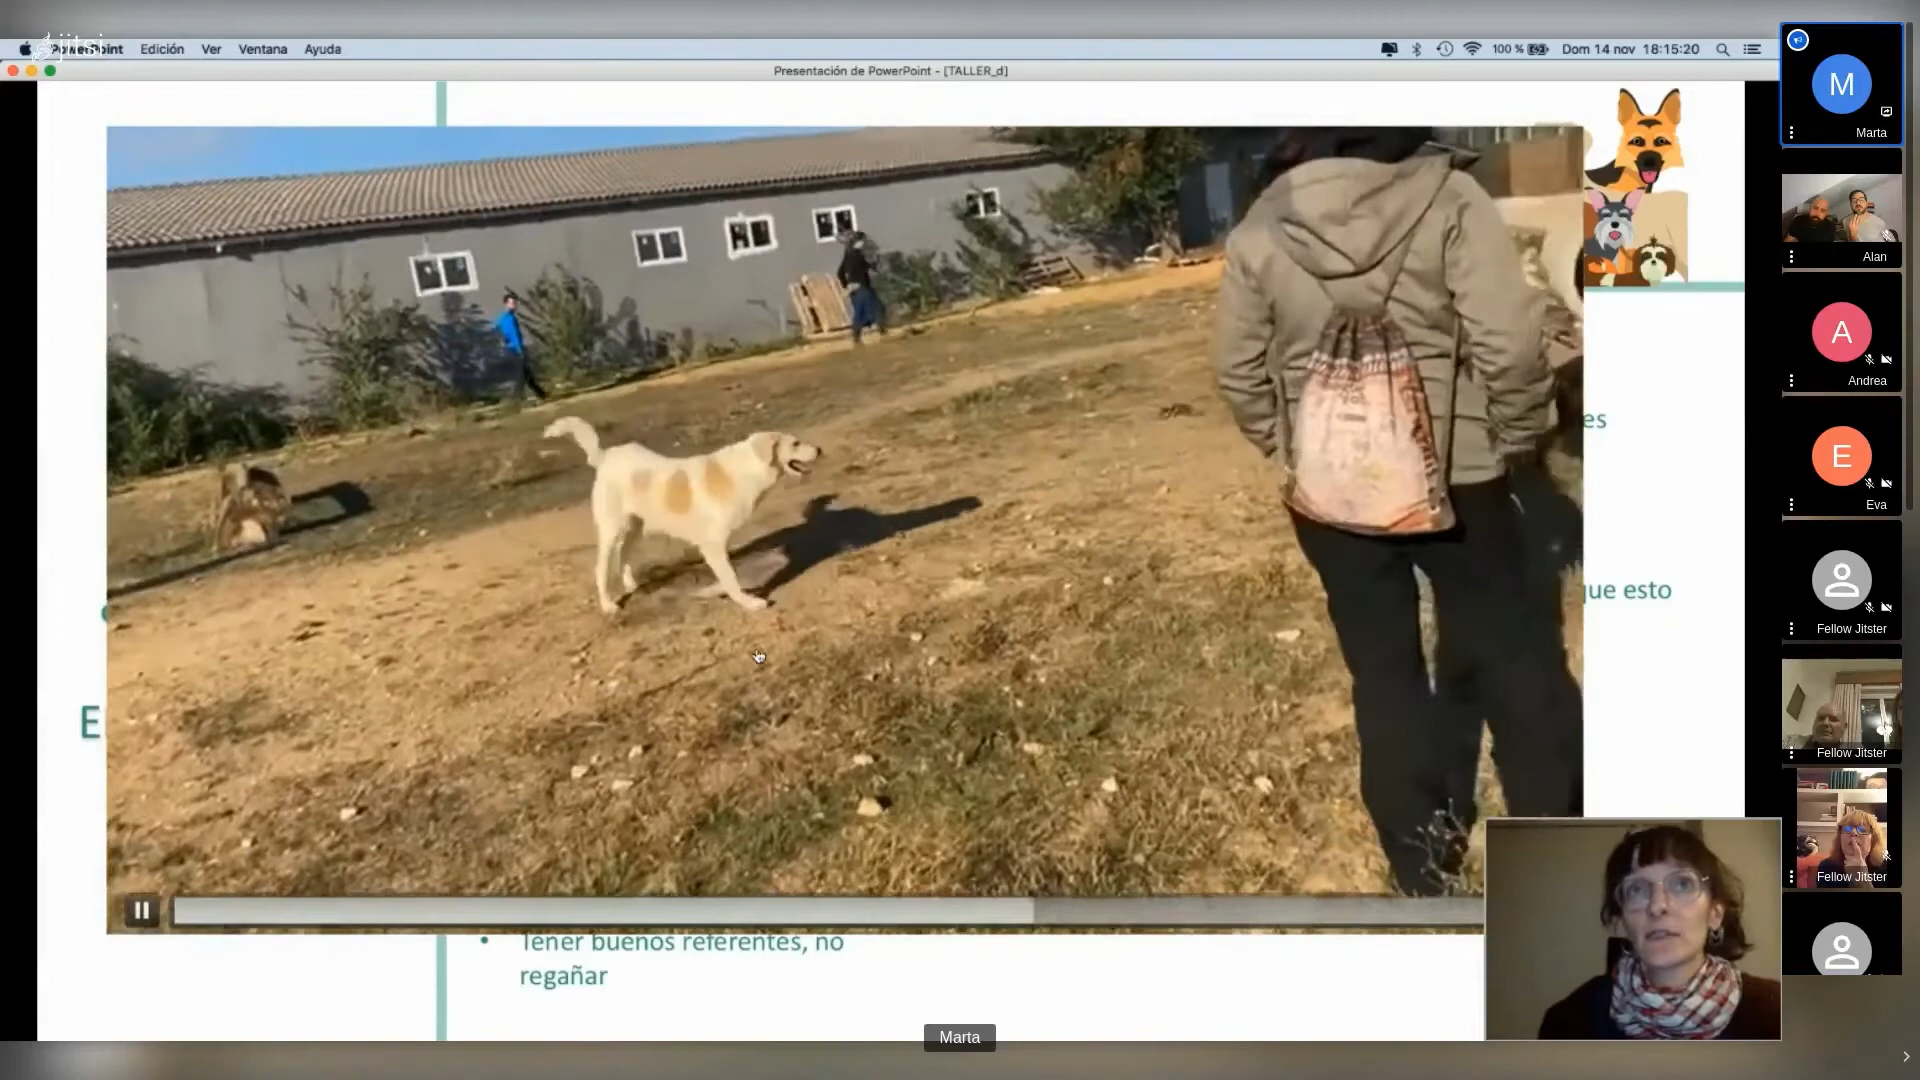 jitsi
PowerPoint Edición Ver Ventana Ayuda
100 % Dom 14 nov 18:15:20
Presentación de PowerPoint - [TALLER_d]
M
Marta
Alan
A
Andrea
E
Eva
Fellow Jitster
Fellow Jitster
Fellow Jitster
es
que esto
E
• Tener buenos referentes, no
regañar
Marta